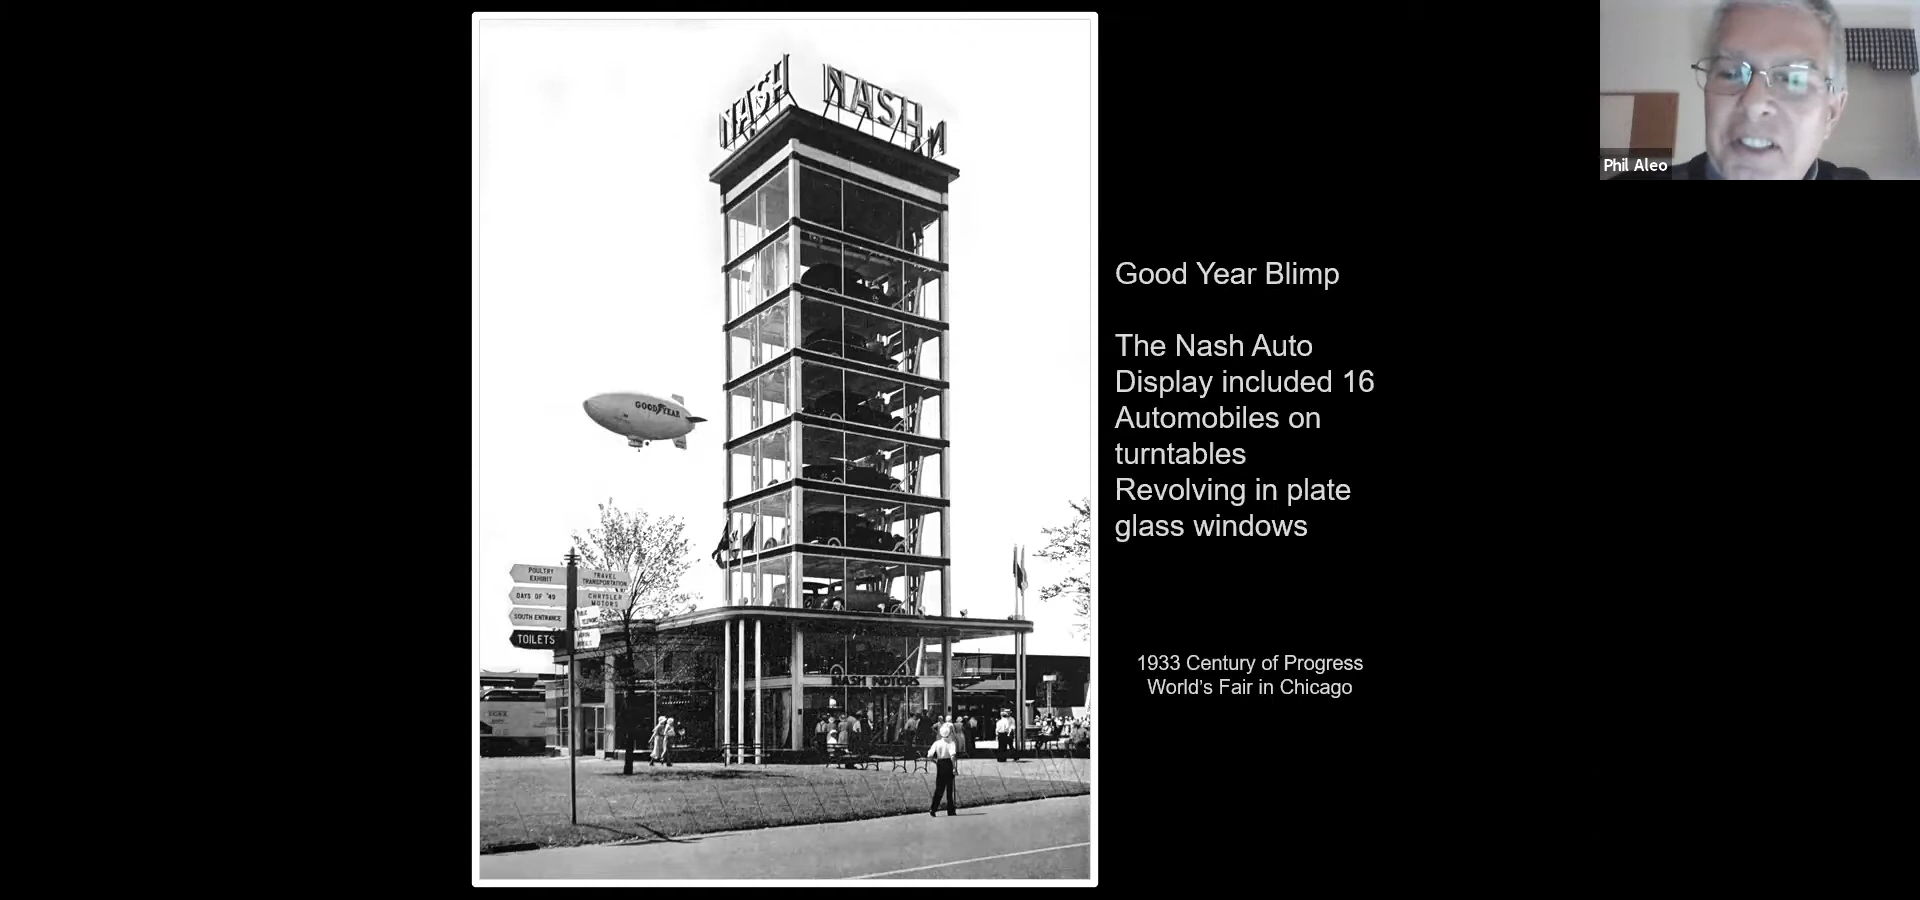 NASH NASH N
GOODYEAR
POULTRY
EXHIBIT
TRAVEL
TRANSPORTATION
DAYS OF '49
CHRYSLER
MOTORS
SOUTH ENTRANCE
TOILETS
NASH MOTORS
Good Year Blimp
The Nash Auto
Display included 16
Automobiles on
turntables
Revolving in plate
glass windows
1933 Century of Progress
World’s Fair in Chicago
Phil Aleo